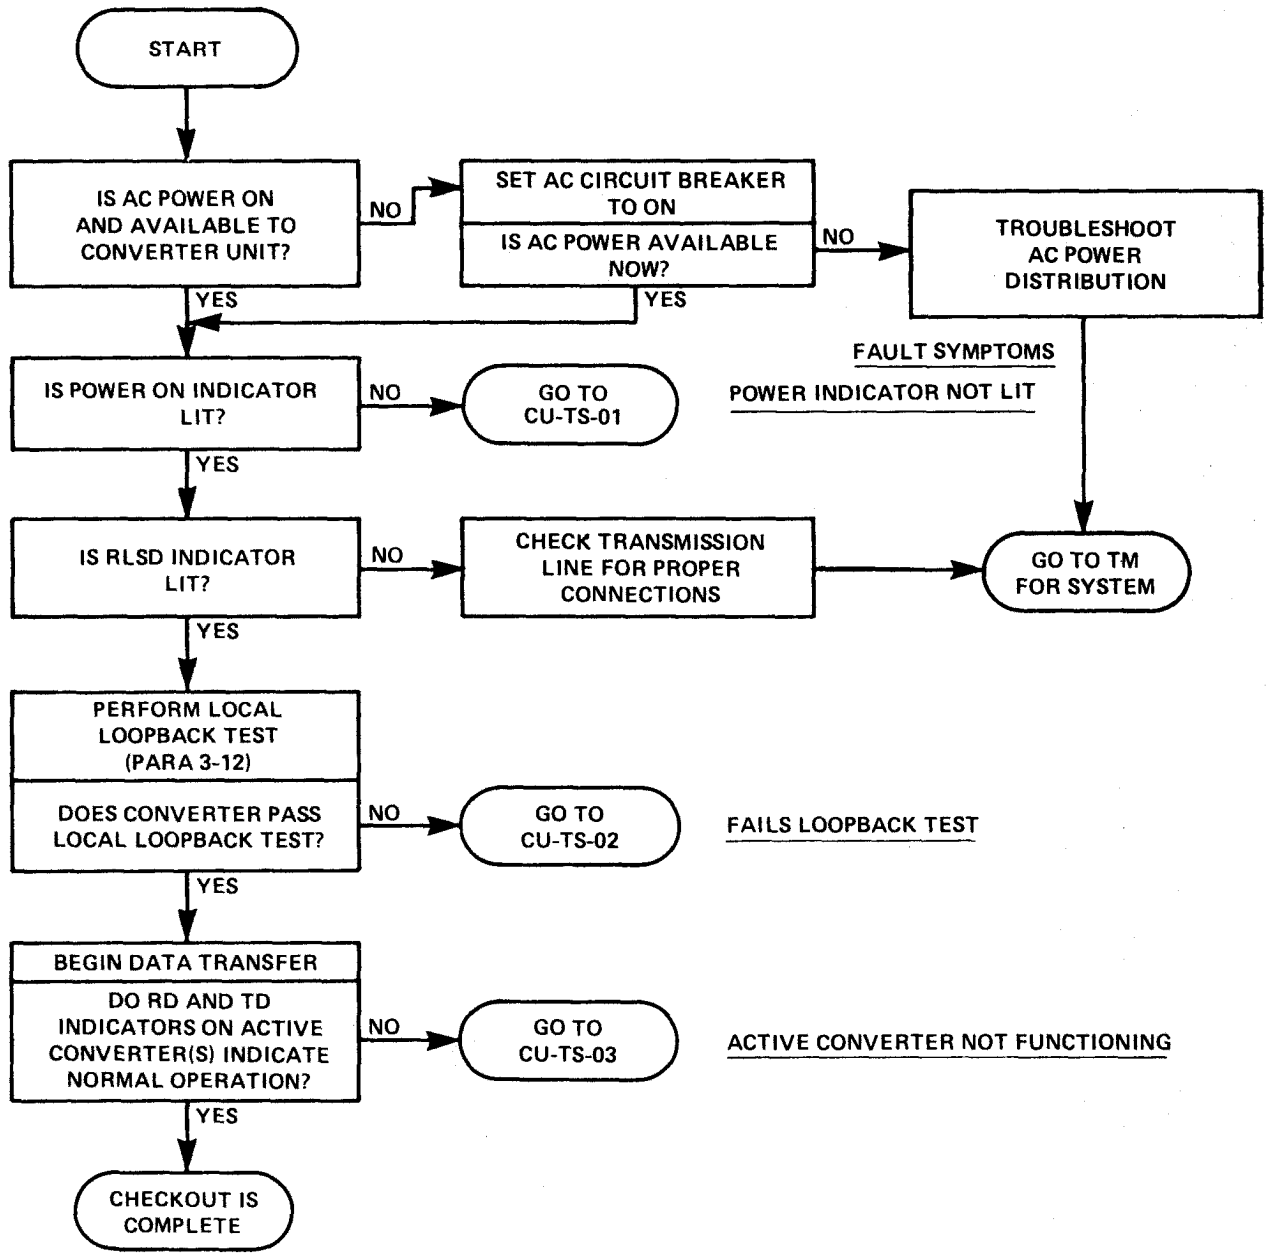 START
IS AC POWER ON
AND AVAILABLE TO
CONVERTER UNIT?
NO
SET AC CIRCUIT BREAKER
TO ON
IS AC POWER AVAILABLE
NOW?
NO
TROUBLESHOOT
AC POWER
DISTRIBUTION
YES
YES
FAULT SYMPTOMS
IS POWER ON INDICATOR
LIT?
NO
GO TO
CU-TS-01
POWER INDICATOR NOT LIT
YES
IS RLSD INDICATOR
LIT?
NO
CHECK TRANSMISSION
LINE FOR PROPER
CONNECTIONS
GO TO TM
FOR SYSTEM
YES
PERFORM LOCAL
LOOPBACK TEST
(PARA 3-12)
DOES CONVERTER PASS
LOCAL LOOPBACK TEST?
NO
GO TO
CU-TS-02
FAILS LOOPBACK TEST
YES
BEGIN DATA TRANSFER
DO RD AND TD
INDICATORS ON ACTIVE
CONVERTER(S) INDICATE
NORMAL OPERATION?
NO
GO TO
CU-TS-03
ACTIVE CONVERTER NOT FUNCTIONING
YES
CHECKOUT IS
COMPLETE